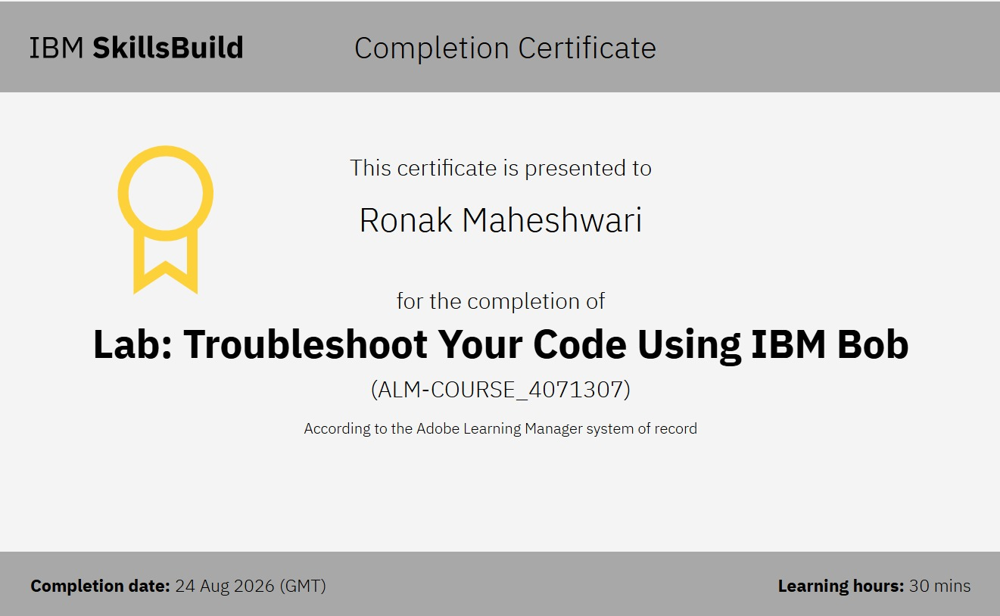 IBM SkillsBuild
Completion Certificate
This certificate is presented to
Ronak Maheshwari
for the completion of
Lab: Troubleshoot Your Code Using IBM Bob
(ALM-COURSE_4071307)
According to the Adobe Learning Manager system of record
Completion date: 24 Aug 2026 (GMT)
Learning hours: 30 mins